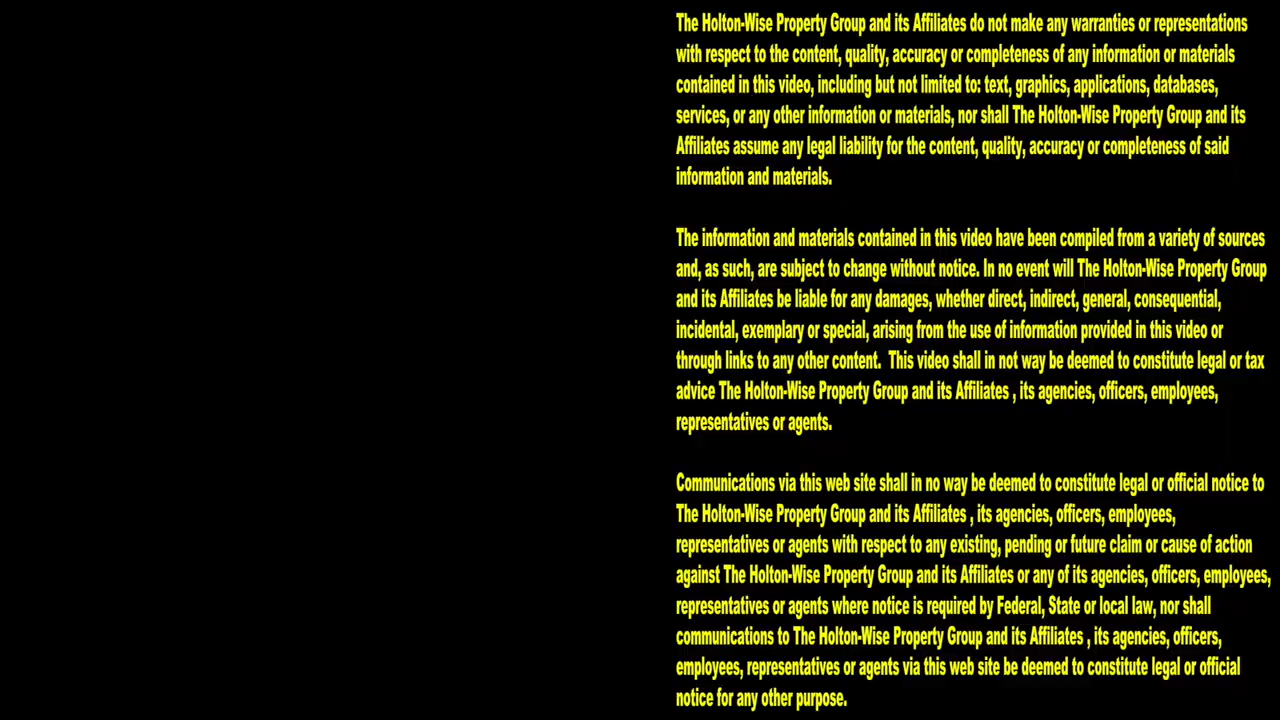 The Holton-Wise Property Group and its Affiliates do not make any warranties or representations
with respect to the content, quality, accuracy or completeness of any information or materials
contained in this video, including but not limited to: text, graphics, applications, databases,
services, or any other information or materials, nor shall The Holton-Wise Property Group and its
Affiliates assume any legal liability for the content, quality, accuracy or completeness of said
information and materials.
The information and materials contained in this video have been compiled from a variety of sources
and, as such, are subject to change without notice. In no event will The Holton-Wise Property Group
and its Affiliates be liable for any damages, whether direct, indirect, general, consequential,
incidental, exemplary or special, arising from the use of information provided in this video or
through links to any other content.  This video shall in not way be deemed to constitute legal or tax
advice The Holton-Wise Property Group and its Affiliates , its agencies, officers, employees,
representatives or agents.
Communications via this web site shall in no way be deemed to constitute legal or official notice to
The Holton-Wise Property Group and its Affiliates , its agencies, officers, employees,
representatives or agents with respect to any existing, pending or future claim or cause of action
against The Holton-Wise Property Group and its Affiliates or any of its agencies, officers, employees,
representatives or agents where notice is required by Federal, State or local law, nor shall
communications to The Holton-Wise Property Group and its Affiliates , its agencies, officers,
employees, representatives or agents via this web site be deemed to constitute legal or official
notice for any other purpose.